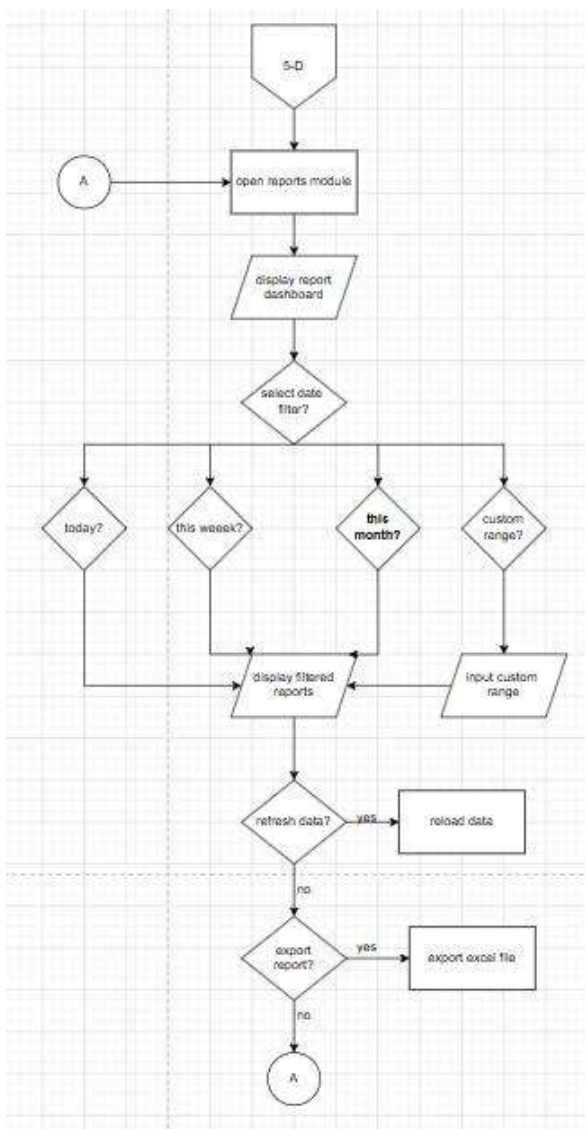 5-D
A
open reports module
display report
dashboard
select date
filter?
today?
this weeek?
this
month?
custom
range?
display filtered
reports
input custom
range
refresh data?
yes
reload data
no
export
report?
yes
export excel file
no
A